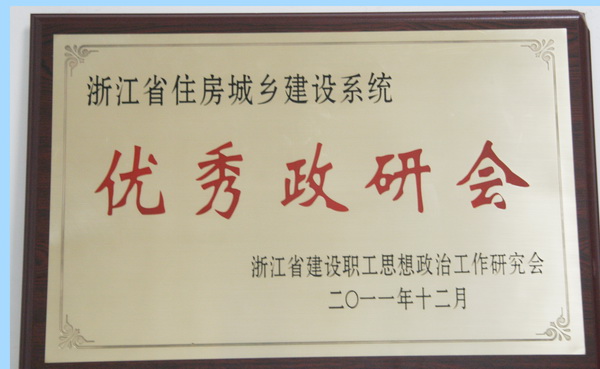 浙江省住房城乡建设系统
优秀政研会
浙江省建设职工思想政治工作研究会
二〇一一年十二月